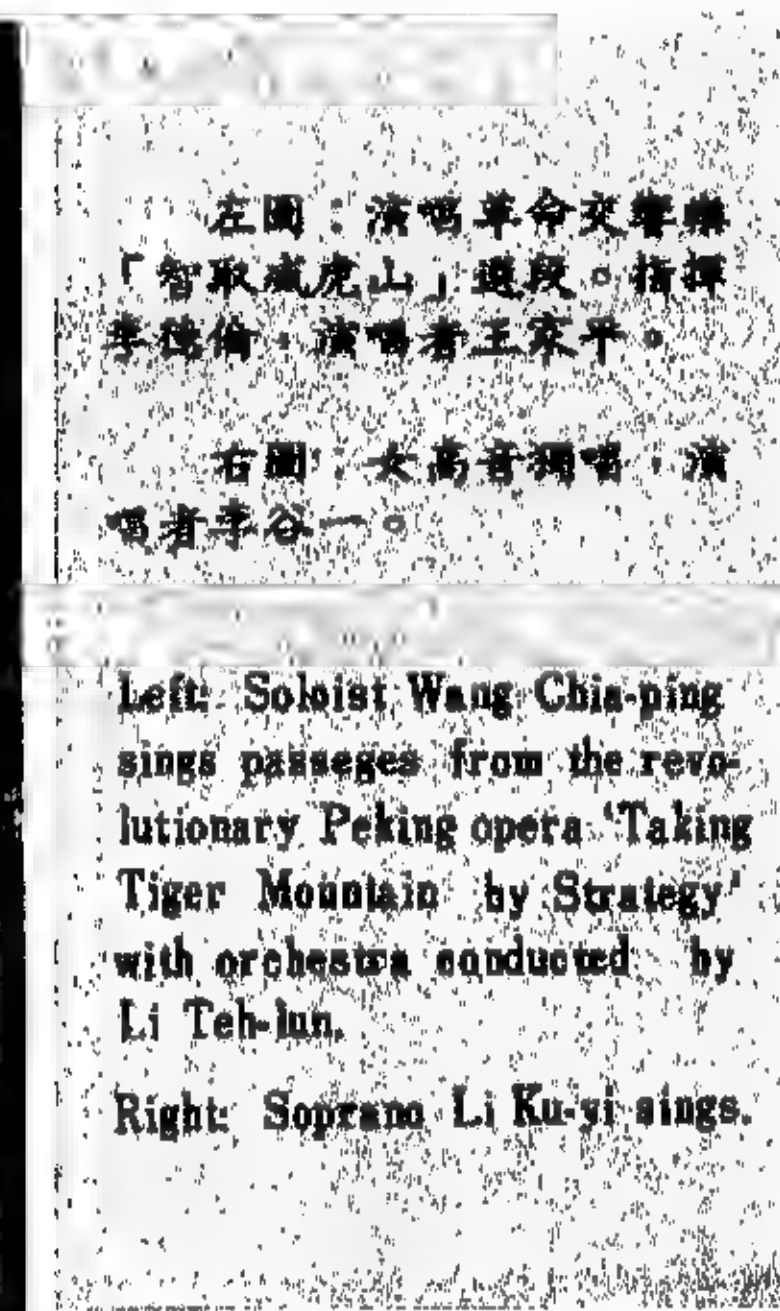 左圖：演唱革命交響樂
「智取威虎山」選段。指揮
李德倫，演唱者王家平。
右圖：女高音獨唱，演
唱者李谷一。
Left: Soloist Wang Chia-ping
sings passeges from the revo-
lutionary Peking opera ‘Taking
Tiger Mountain by Strategy’
with orchestra conducted by
Li Teh-lun.
Right: Soprano Li Ku-yi sings.